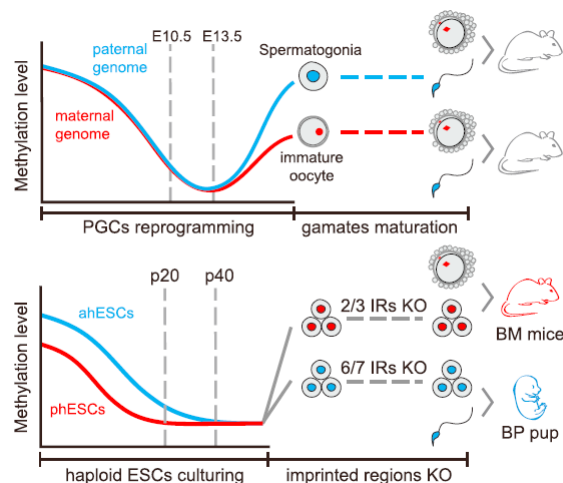 E10.5 E13.5
paternal
genome
maternal
genome
Methylation level
Spermatogonia
immature
oocyte
PGCs reprogramming
gamates maturation
p20 p40
ahESCs
phESCs
Methylation level
2/3 IRs KO
6/7 IRs KO
BM mice
BP pup
haploid ESCs culturing
imprinted regions KO